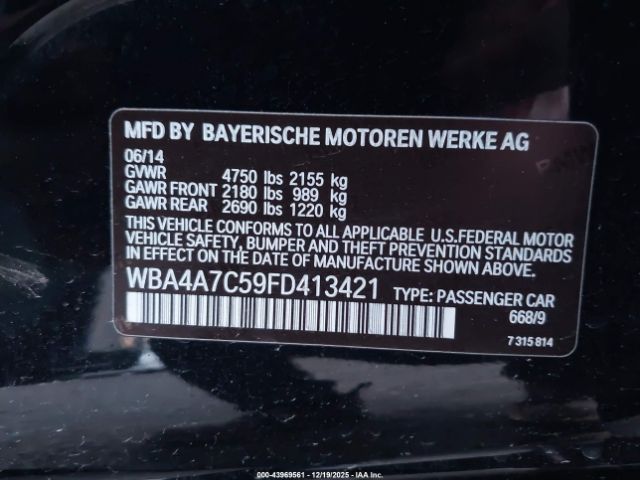 MFD BY BAYERISCHE MOTOREN WERKE AG
06/14
GVWR 4750 lbs 2155 kg
GAWR FRONT 2180 lbs 989 kg
GAWR REAR 2690 lbs 1220 kg
THIS VEHICLE CONFORMS TO ALL APPLICABLE U.S.FEDERAL MOTOR
VEHICLE SAFETY, BUMPER AND THEFT PREVENTION STANDARDS
IN EFFECT ON THE DATE OF MANUFACTURE SHOWN ABOVE.
WBA4A7C59FD413421 TYPE: PASSENGER CAR
668/9
7 315 814
000-43969561 - 12/19/2025 - IAA Inc.